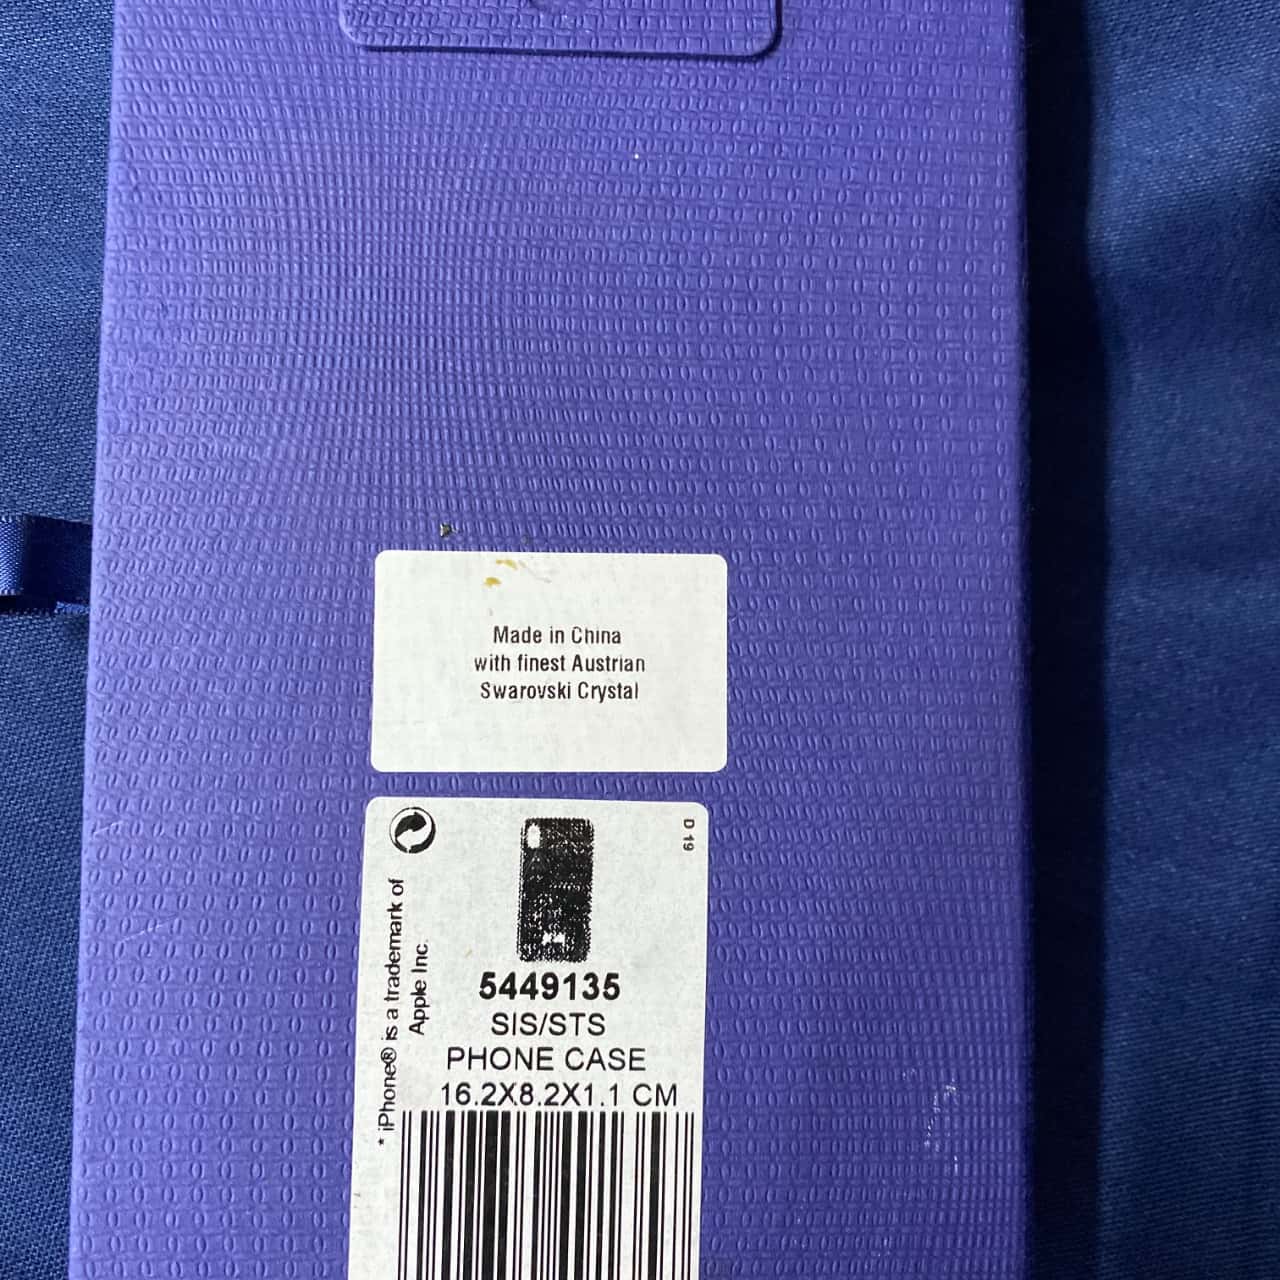 Made in China
with finest Austrian
Swarovski Crystal
D 19
* iPhone® is a trademark of
Apple Inc.
5449135
SIS/STS
PHONE CASE
16.2X8.2X1.1 CM